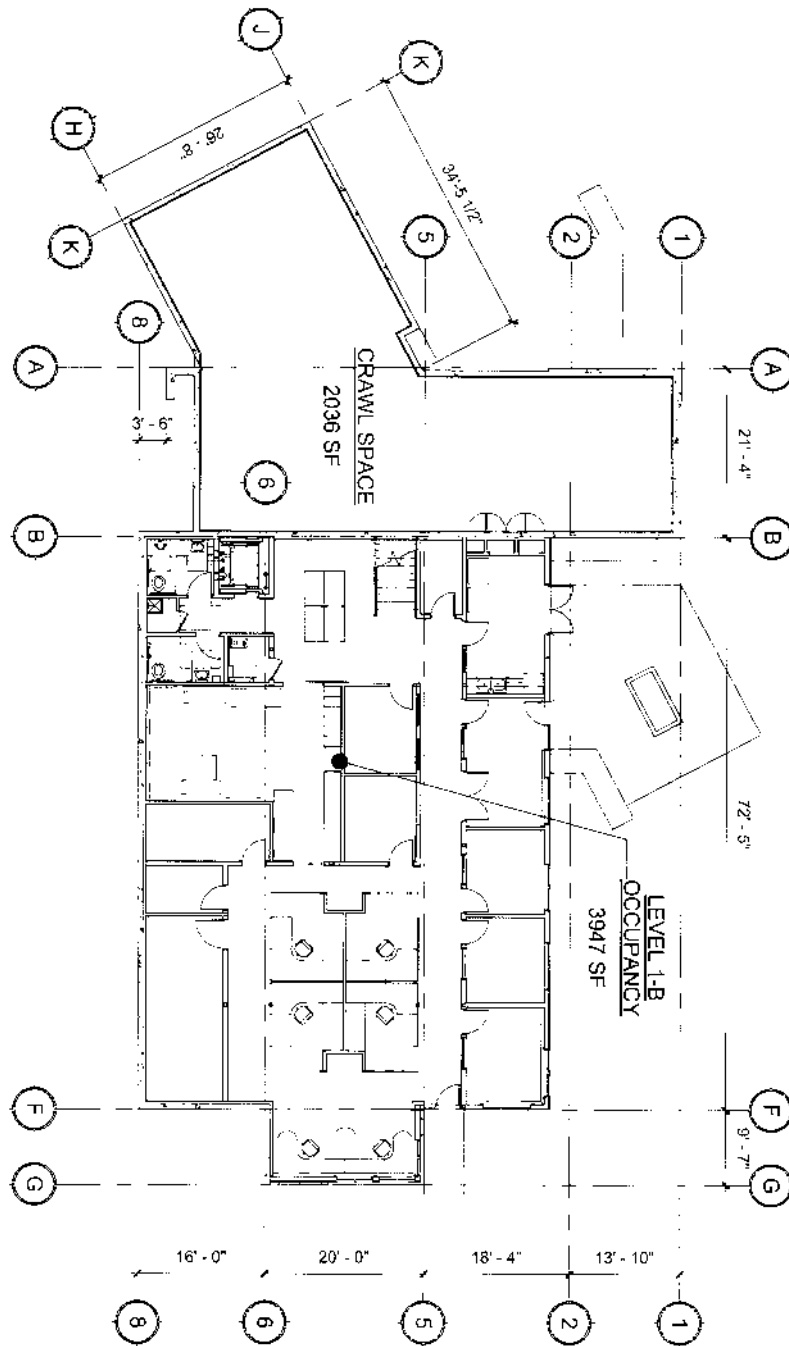 J
K
H
26'-8"
34'-5 1/2"
K
5
2
1
8
A
A
CRAWL SPACE
2036 SF
3' - 6"
21' - 4"
6
B
B
72' - 5"
LEVEL 1-B
OCCUPANCY
3947 SF
F
F
9' - 7"
G
G
16' - 0"
20' - 0"
18' - 4"
13' - 10"
8
6
5
2
1